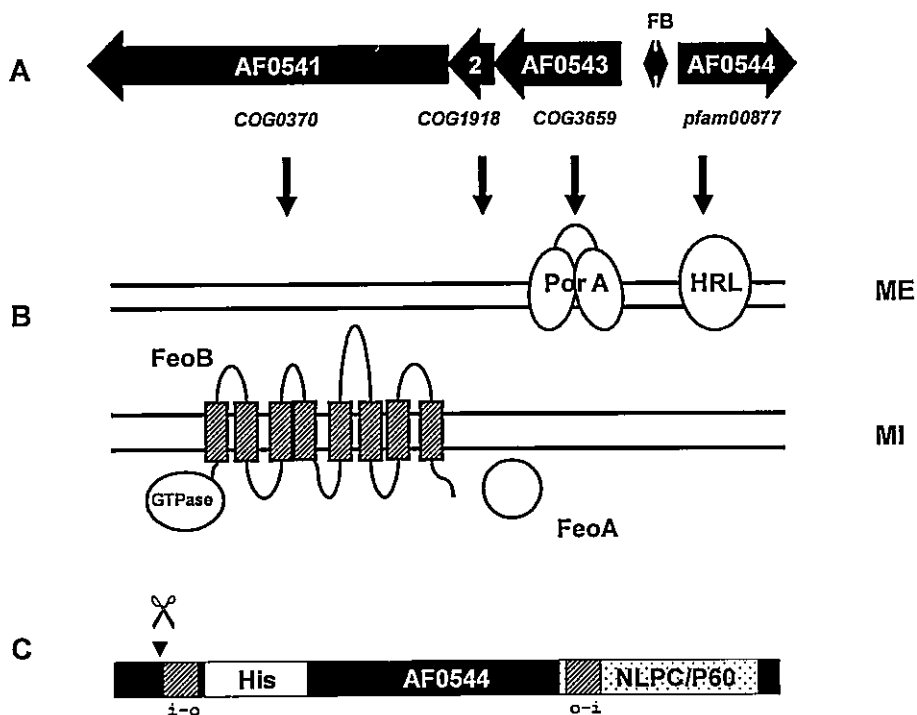 FB
A AF0541 2 AF0543 AF0544
COG0370 COG1918 COG3659 pfam00877
Por A HRL ME
B
FeoB
MI
GTPase
FeoA
C His AF0544 NLPC/P60
i-o o-i